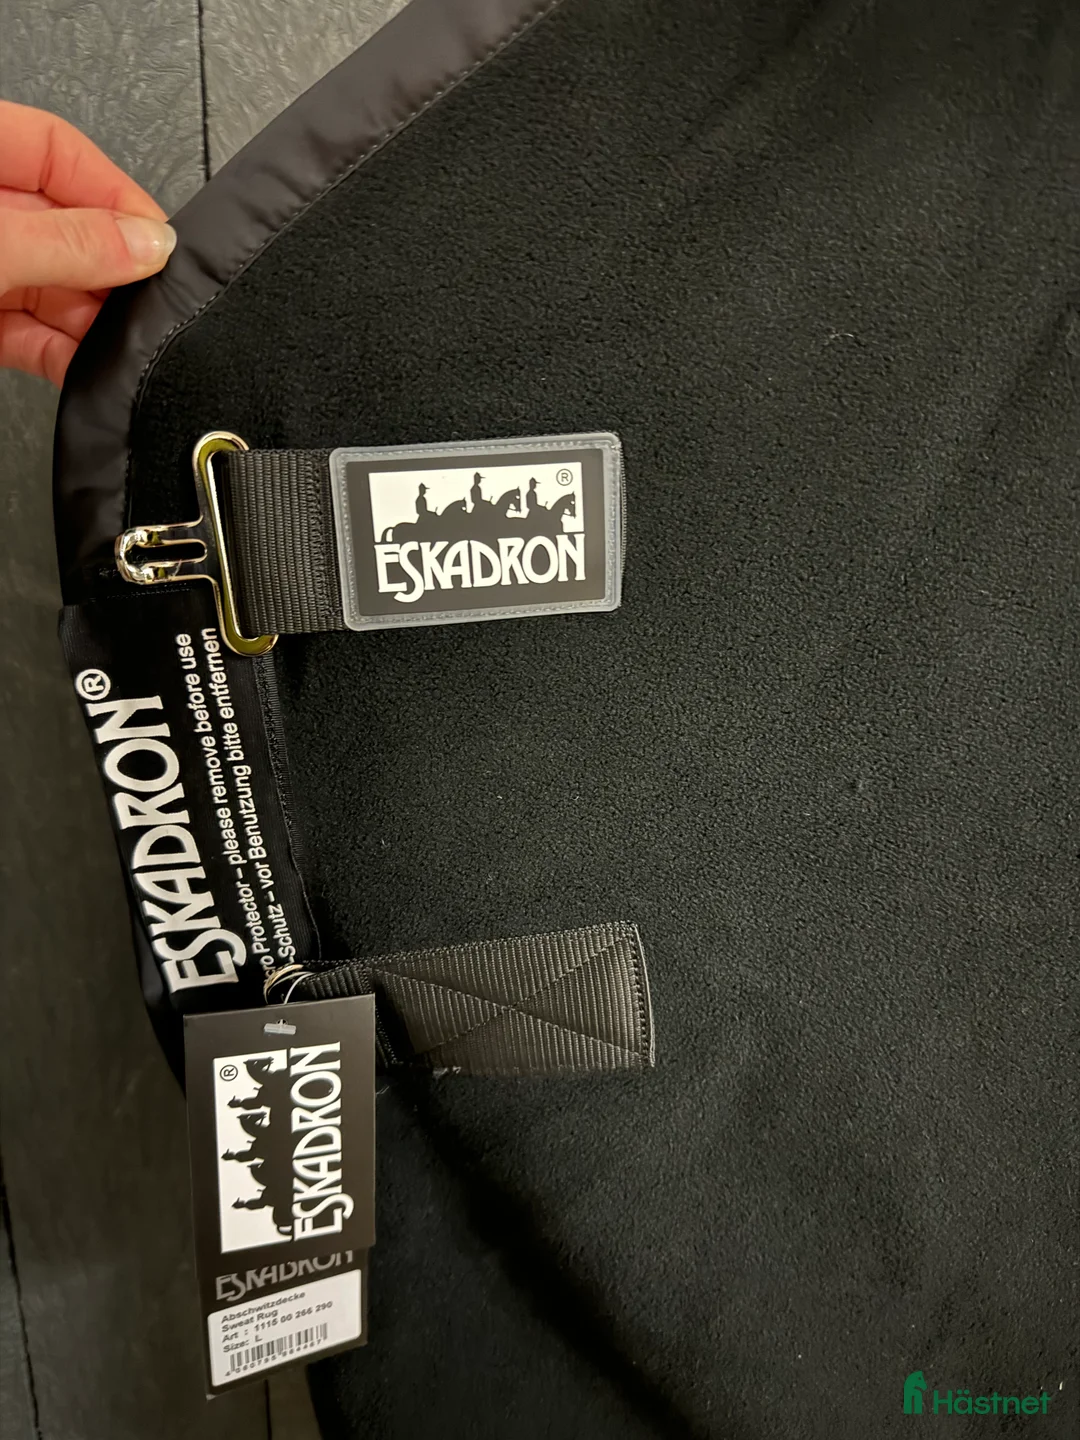 ®
ESKADRON
ESKADRON®
Protector – please remove before use
-Schutz – vor Benutzung bitte entfernen
®
ESKADRON
ESKADRON
Abschwitzdecke
Sweat Rug
Art : 1115 00 266 290
Size: L
Hästnet